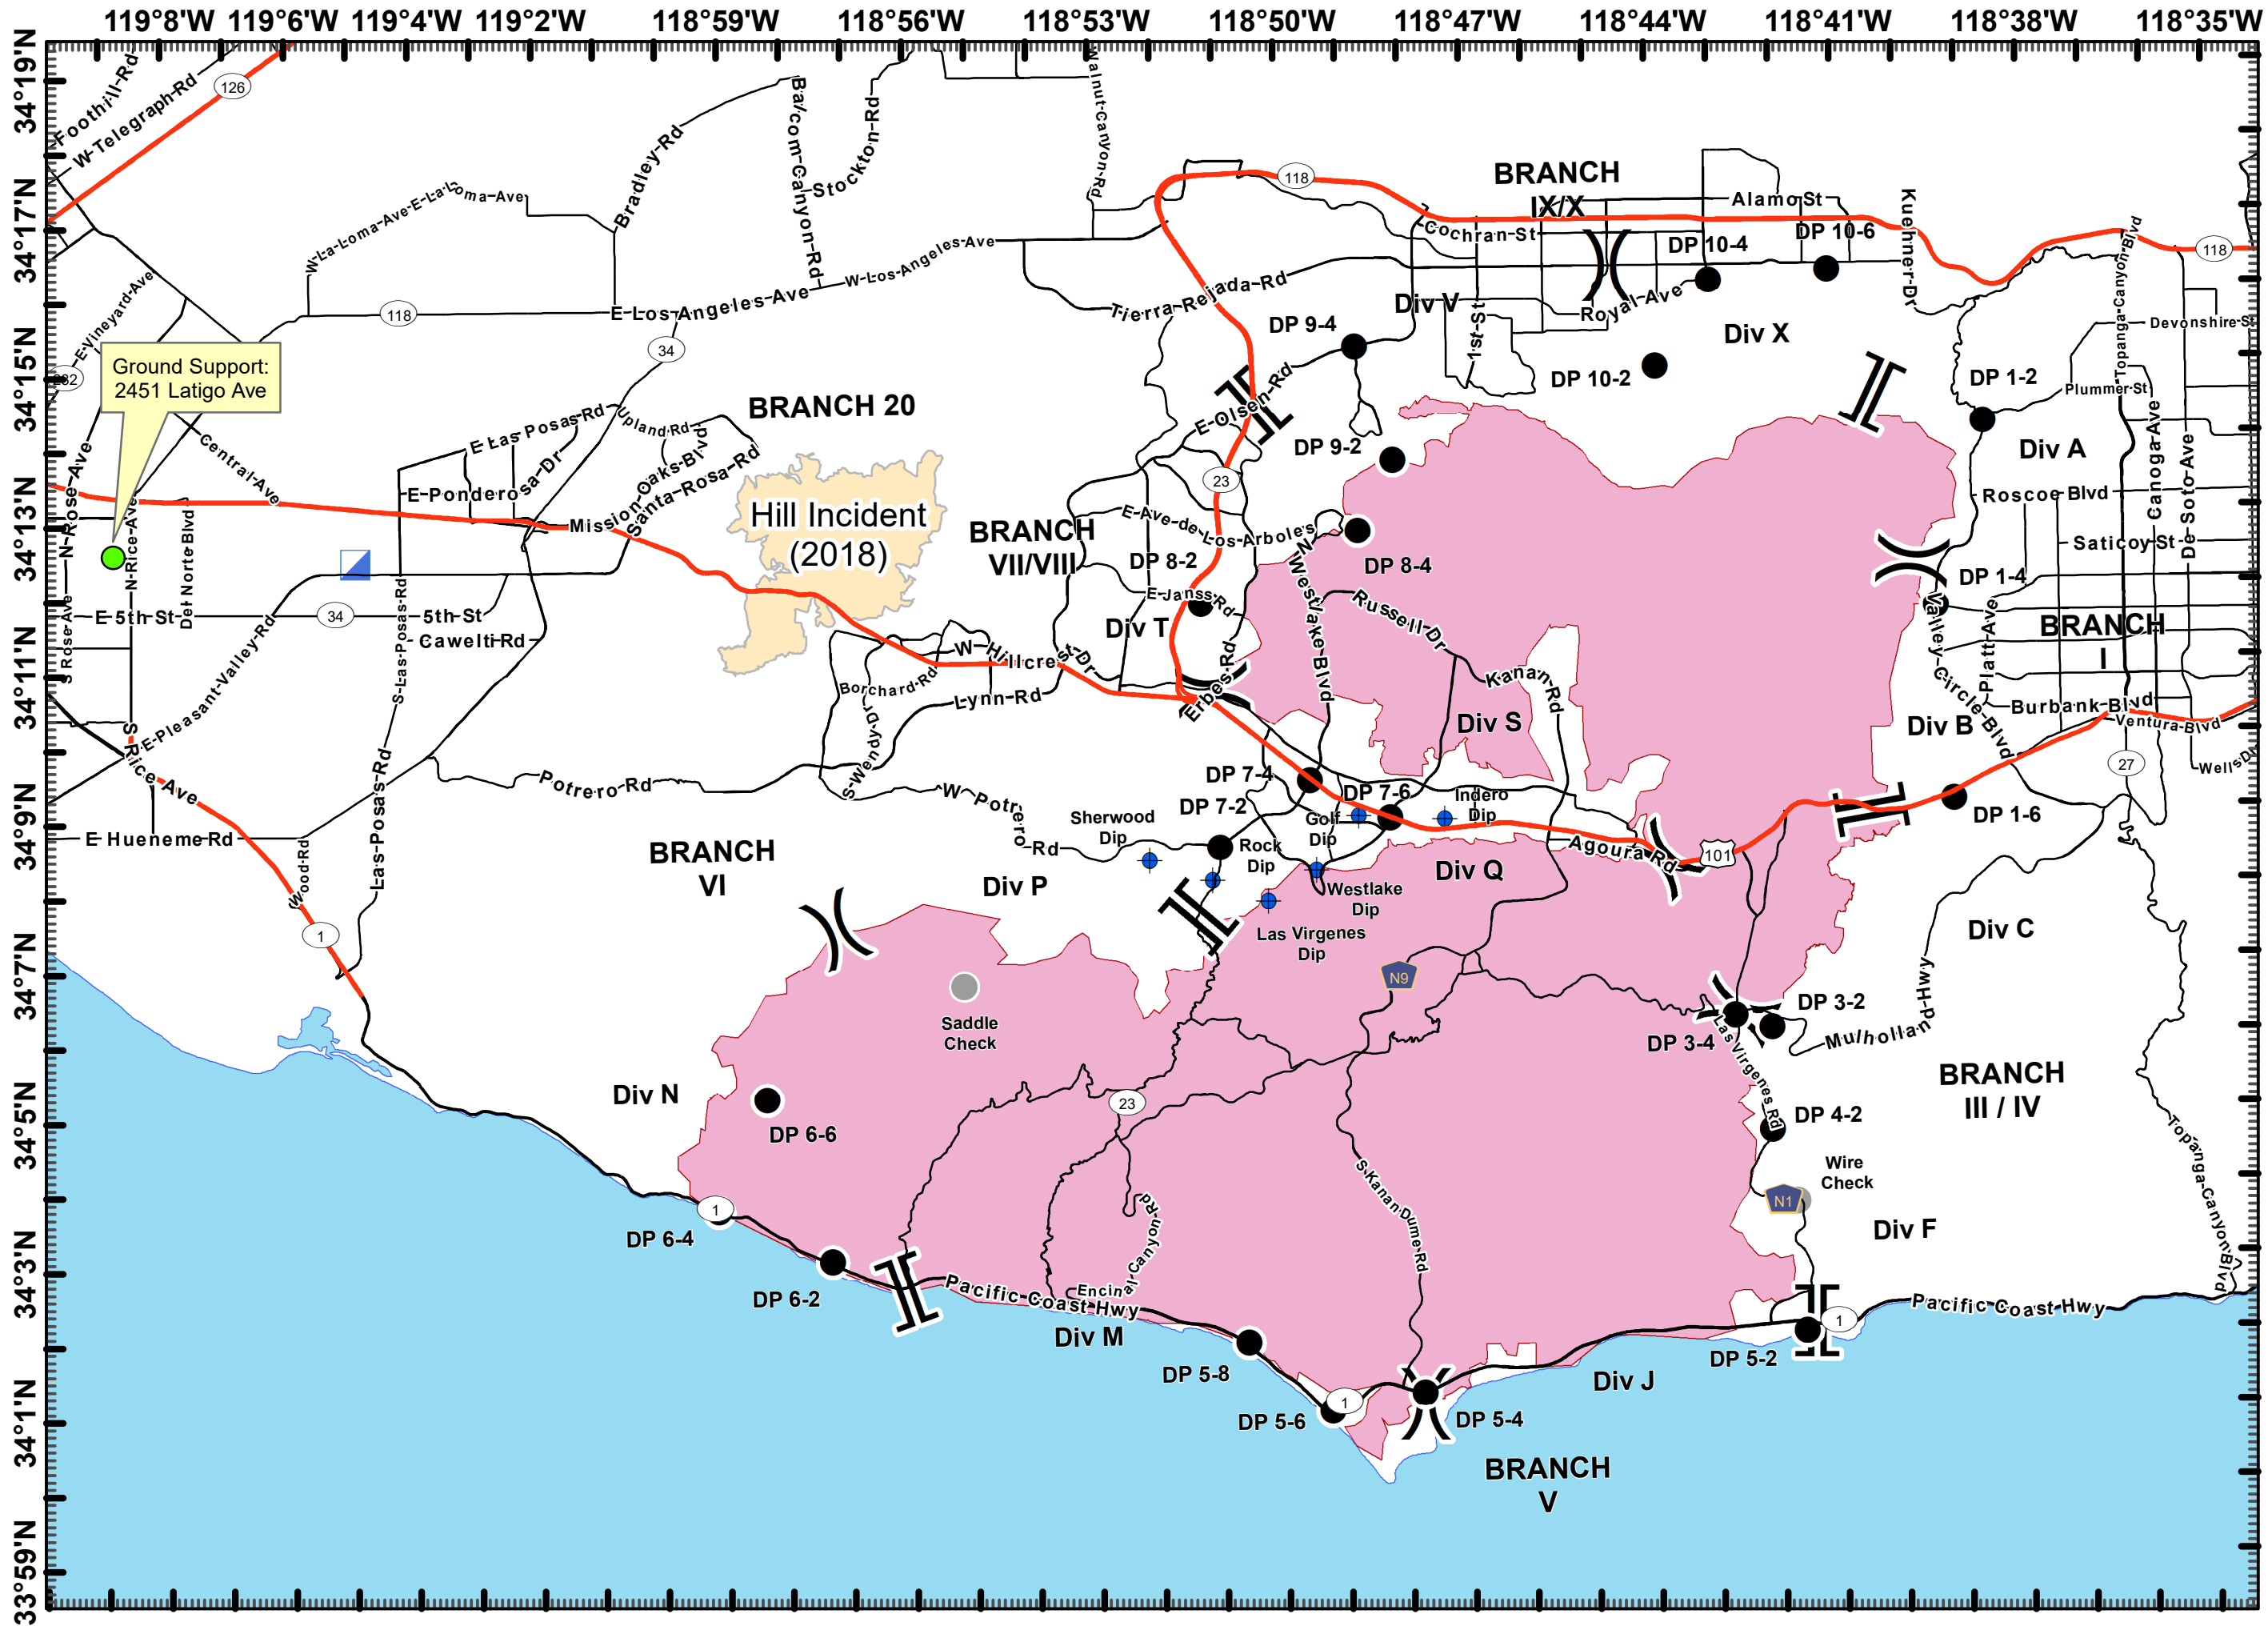 119°8'W 119°6'W 119°4'W 119°2'W 118°59'W 118°56'W 118°53'W 118°50'W 118°47'W 118°44'W 118°41'W 118°38'W 118°35'W
34°19'N
34°17'N
34°15'N
34°13'N
34°11'N
34°9'N
34°7'N
34°5'N
34°3'N
34°1'N
33°59'N
Foothill-Rd
W-Telegraph-Rd
126
Bradley-Rd
Balcom-Canyon-Rd
Stockton-Rd
Walnut-Canyon-Rd
W-La-Loma-Ave-E-La-Loma-Ave
118
BRANCH
IX/X
Alamo St
Cochran-St
DP 10-4
DP 10-6
Kuehner-Dr
118
Topanga-Canyon-Blvd
E-Vineyard-Ave
W-Los-Angeles-Ave
E Los-Angeles-Ave
118
34
Tierra-Rejada-Rd
Div V
1st-St
Royal-Ave
Div X
Devonshire-St
232
Ground Support:
2451 Latigo Ave
DP 9-4
DP 10-2
DP 1-2
Plummer-St
BRANCH 20
E Las Posas-Rd
Upland-Rd
E-Olsen-Rd
DP 9-2
Div A
Central-Ave
N-Rose-Ave
Mission-Oaks-Blvd
Santa-Rosa-Rd
E-Ponderosa-Dr
23
Roscoe Blvd
Canoga-Ave
De-Soto-Ave
Hill Incident
(2018)
BRANCH
VII/VIII
E-Ave-de-Los-Arboles
DP 8-2
DP 8-4
Saticoy St
N-Rice-Ave
Del Norte Blvd
E-Janss-Rd
N Westlake Blvd
Russell-Dr
DP 1-4
E-5th-St
34
5th-St
Cawelti-Rd
Div T
BRANCH
I
S Rose Ave
S-Las-Posas-Rd
E-Pleasant-Valley-Rd
W-Hillcrest-Dr
Borchard-Rd
Lynn-Rd
S-Wendy-Dr
Erbes-Rd
Kanan-Rd
Div S
Valley-Circle-Blvd
Platt-Ave
Burbank-Blvd
Ventura-Blvd
Div B
27
Wells-Dr
S Rice Ave
Potrero-Rd
W-Potrero-Rd
DP 7-4
DP 7-2
DP 7-6
Indero
Dip
Golf
Dip
Sherwood
Dip
Rock
Dip
DP 1-6
E Hueneme-Rd
Wood-Rd
Las-Posas-Rd
BRANCH
VI
Div P
Div Q
Agoura Rd
101
Westlake
Dip
Las Virgenes
Dip
Div C
1
N9
Saddle
Check
DP 3-2
DP 3-4
Mulholland-Hwy
Las Virgenes Rd
Div N
DP 6-6
23
BRANCH
III / IV
DP 4-2
Topanga-Canyon-Blvd
Wire
Check
N1
S-Kanan-Dume-Rd
Encinal-Canyon-Rd
Div F
1
DP 6-4
DP 6-2
Pacific Coast Hwy
Div M
DP 5-8
DP 5-6
1
DP 5-4
Div J
DP 5-2
1
Pacific Coast Hwy
BRANCH
V